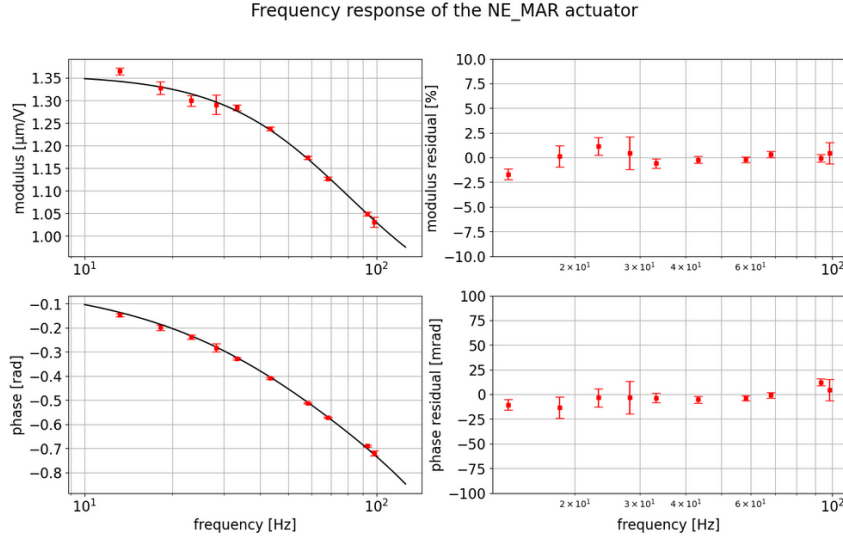 Frequency response of the NE_MAR actuator
modulus [μm/V]
1.35
1.30
1.25
1.20
1.15
1.10
1.05
1.00
10¹
10²
modulus residual [%]
10.0
7.5
5.0
2.5
0.0
−2.5
−5.0
−7.5
−10.0
2 × 10¹
3 × 10¹
4 × 10¹
6 × 10¹
10²
phase [rad]
−0.1
−0.2
−0.3
−0.4
−0.5
−0.6
−0.7
−0.8
10¹
10²
frequency [Hz]
phase residual [mrad]
100
75
50
25
0
−25
−50
−75
−100
2 × 10¹
3 × 10¹
4 × 10¹
6 × 10¹
10²
frequency [Hz]